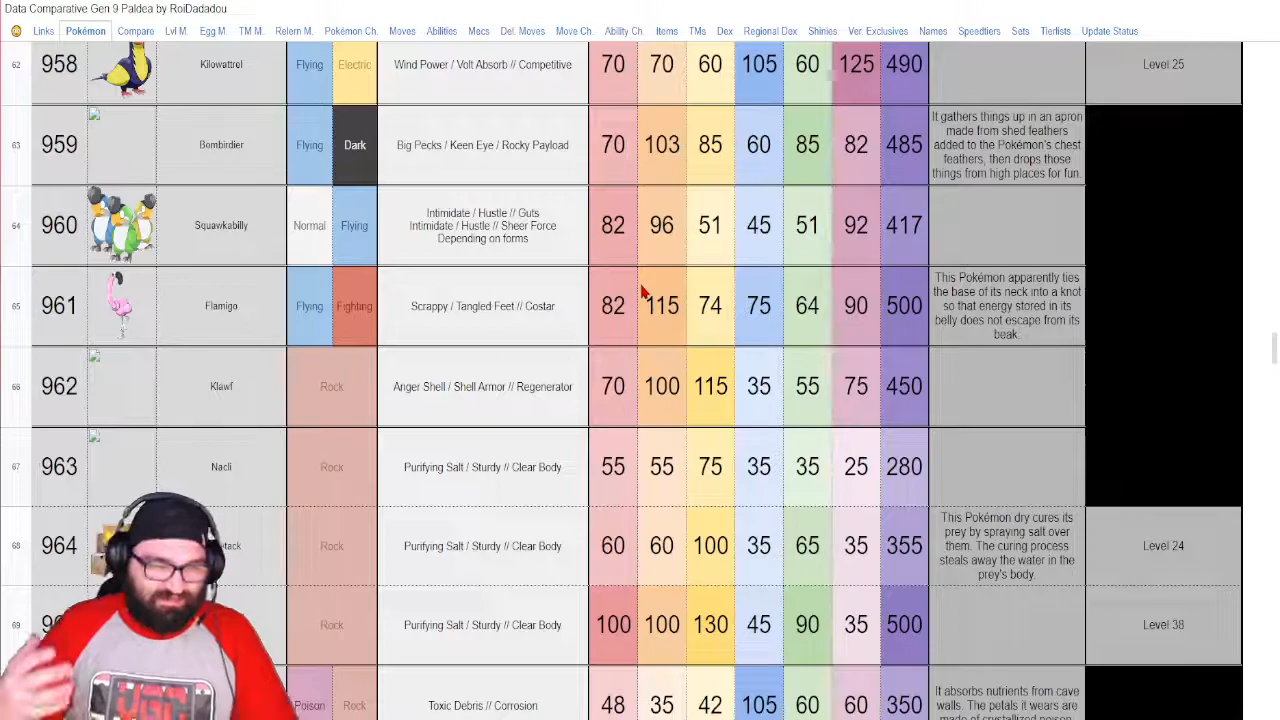 Data Comparative Gen 9 Paldea by RoiDadadou
Links Pokémon Compare Lvl M. Egg M. TM M. Relern M. Pokémon Ch. Moves Abilities Mecs Del. Moves Move Ch. Ability Ch. Items TMs Dex Regional Dex Shinies Ver. Exclusives Names Speedtiers Sets Tierlists Update Status
62 958 Kilowattrel Flying Electric Wind Power / Volt Absorb // Competitive 70 70 60 105 60 125 490 Level 25
63 959 Bombirdier Flying Dark Big Pecks / Keen Eye / Rocky Payload 70 103 85 60 85 82 485
It gathers things up in an apron
made from shed feathers
added to the Pokémon's chest
feathers, then drops those
things from high places for fun.
64 960 Squawkabilly Normal Flying
Intimidate / Hustle // Guts
Intimidate / Hustle // Sheer Force
Depending on forms
82 96 51 45 51 92 417
65 961 Flamigo Flying Fighting Scrappy / Tangled Feet // Costar 82 115 74 75 64 90 500
This Pokémon apparently ties
the base of its neck into a knot
so that energy stored in its
belly does not escape from its
beak.
66 962 Klawf Rock Anger Shell / Shell Armor // Regenerator 70 100 115 35 55 75 450
67 963 Nacli Rock Purifying Salt / Sturdy // Clear Body 55 55 75 35 35 25 280
68 964 Rock Purifying Salt / Sturdy // Clear Body 60 60 100 35 65 35 355
This Pokémon dry cures its
prey by spraying salt over
them. The curing process
steals away the water in the
prey's body.
Level 24
69 Rock Purifying Salt / Sturdy // Clear Body 100 100 130 45 90 35 500 Level 38
Poison Rock Toxic Debris // Corrosion 48 35 42 105 60 60 350
It absorbs nutrients from cave
walls. The petals it wears are
made of crystallized poison